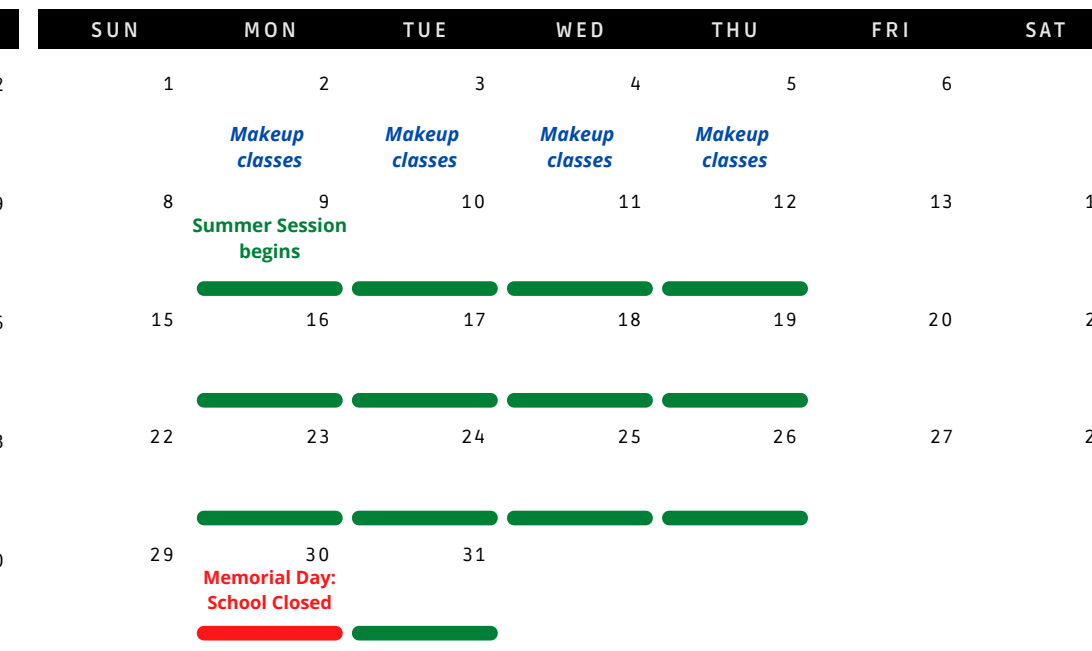 SUN MON TUE WED THU FRI SAT
1 2 3 4 5 6
Makeup Makeup Makeup Makeup
classes classes classes classes
8 9 10 11 12 13
Summer Session
begins
15 16 17 18 19 20
22 23 24 25 26 27
29 30 31
Memorial Day:
School Closed